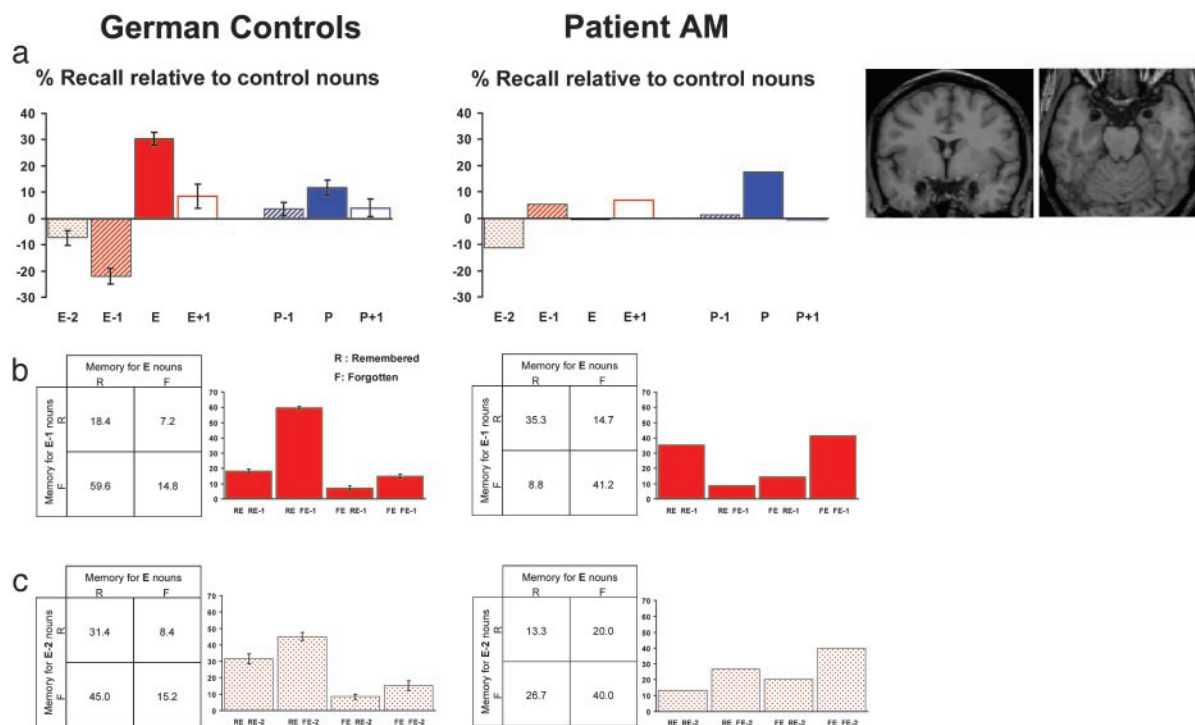 German Controls
Patient AM
a
% Recall relative to control nouns
40
30
20
10
0
-10
-20
-30
E-2 E-1 E E+1 P-1 P P+1
% Recall relative to control nouns
40
30
20
10
0
-10
-20
-30
E-2 E-1 E E+1 P-1 P P+1
b
Memory for E nouns
R F
Memory for E-1 nouns
R
F
18.4 7.2
59.6 14.8
R : Remembered
F: Forgotten
70
60
50
40
30
20
10
0
RE RE-1 RE FE-1 FE RE-1 FE FE-1
Memory for E nouns
R F
Memory for E-1 nouns
R
F
35.3 14.7
8.8 41.2
70
60
50
40
30
20
10
0
RE RE-1 RE FE-1 FE RE-1 FE FE-1
c
Memory for E nouns
R F
Memory for E-2 nouns
R
F
31.4 8.4
45.0 15.2
70
60
50
40
30
20
10
0
RE RE-2 RE FE-2 FE RE-2 FE FE-2
Memory for E nouns
R F
Memory for E-2 nouns
R
F
13.3 20.0
26.7 40.0
70
60
50
40
30
20
10
0
RE RE-2 RE FE-2 FE RE-2 FE FE-2